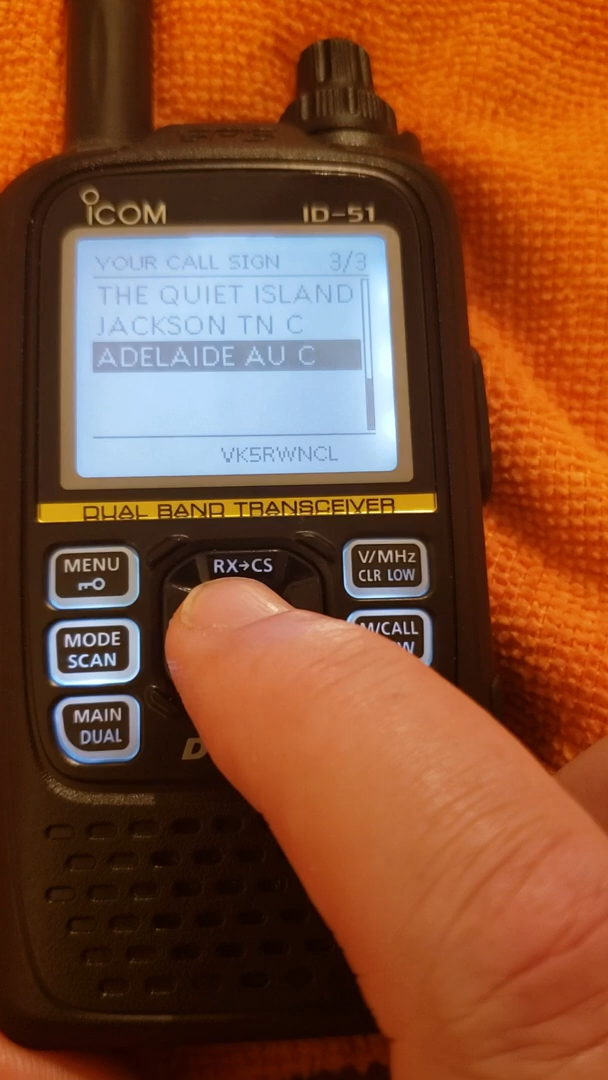 ICOM ID-51
YOUR CALL SIGN 3/3
THE QUIET ISLAND
JACKSON TN C
ADELAIDE AU C
VK5RWNCL
DUAL BAND TRANSCEIVER
MENU
RX→CS
V/MHz
CLR LOW
MODE
SCAN
M/CALL
MAIN
DUAL
D